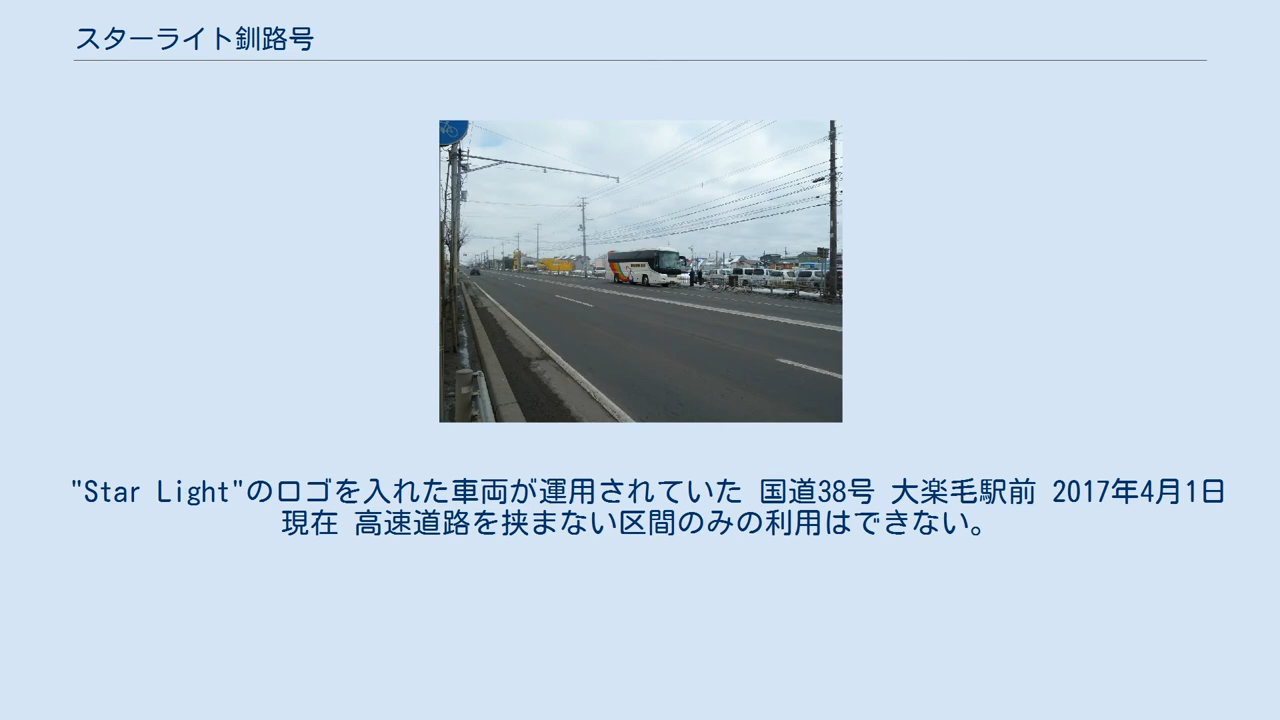 スターライト釧路号
"Star Light"のロゴを入れた車両が運用されていた 国道38号 大楽毛駅前 2017年4月1日
現在 高速道路を挟まない区間のみの利用はできない。